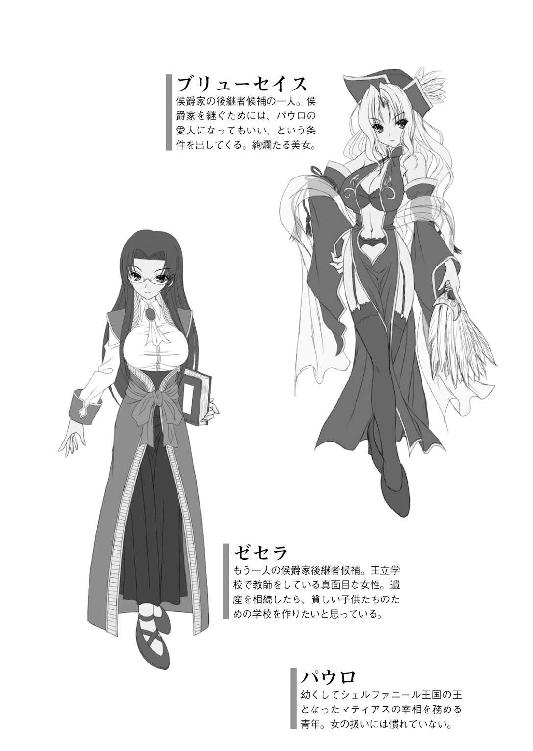 ブリューセイス
侯爵家の後継者候補の一人。侯
爵家を継ぐためには、パウロの
愛人になってもいい、という条
件を出してくる。絢爛たる美女。
ゼセラ
もう一人の侯爵家後継者候補。王立学
校で教師をしている真面目な女性。遺
産を相続したら、貧しい子供たちのた
めの学校を作りたいと思っている。
パウロ
幼くしてシェルファニール王国の王
となったマティアスの宰相を務める
青年。女の扱いには慣れていない。